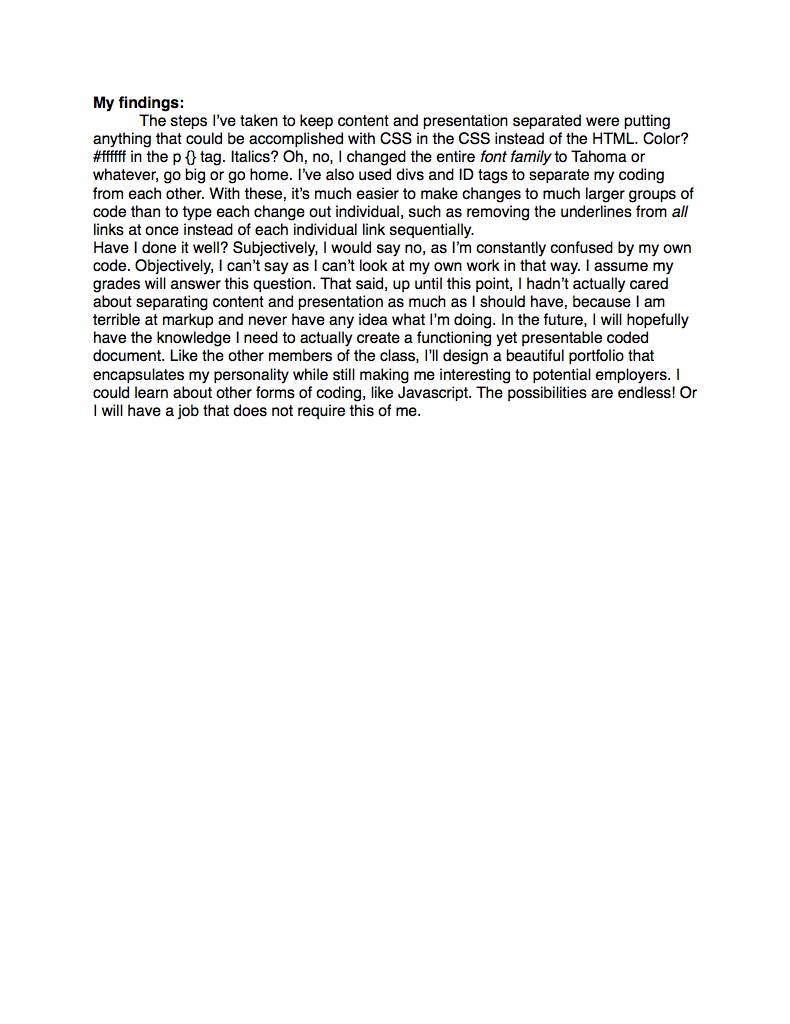 My findings:
The steps I’ve taken to keep content and presentation separated were putting
anything that could be accomplished with CSS in the CSS instead of the HTML. Color?
#ffffff in the p {} tag. Italics? Oh, no, I changed the entire font family to Tahoma or
whatever, go big or go home. I’ve also used divs and ID tags to separate my coding
from each other. With these, it’s much easier to make changes to much larger groups of
code than to type each change out individual, such as removing the underlines from all
links at once instead of each individual link sequentially.
Have I done it well? Subjectively, I would say no, as I’m constantly confused by my own
code. Objectively, I can’t say as I can’t look at my own work in that way. I assume my
grades will answer this question. That said, up until this point, I hadn’t actually cared
about separating content and presentation as much as I should have, because I am
terrible at markup and never have any idea what I’m doing. In the future, I will hopefully
have the knowledge I need to actually create a functioning yet presentable coded
document. Like the other members of the class, I’ll design a beautiful portfolio that
encapsulates my personality while still making me interesting to potential employers. I
could learn about other forms of coding, like Javascript. The possibilities are endless! Or
I will have a job that does not require this of me.